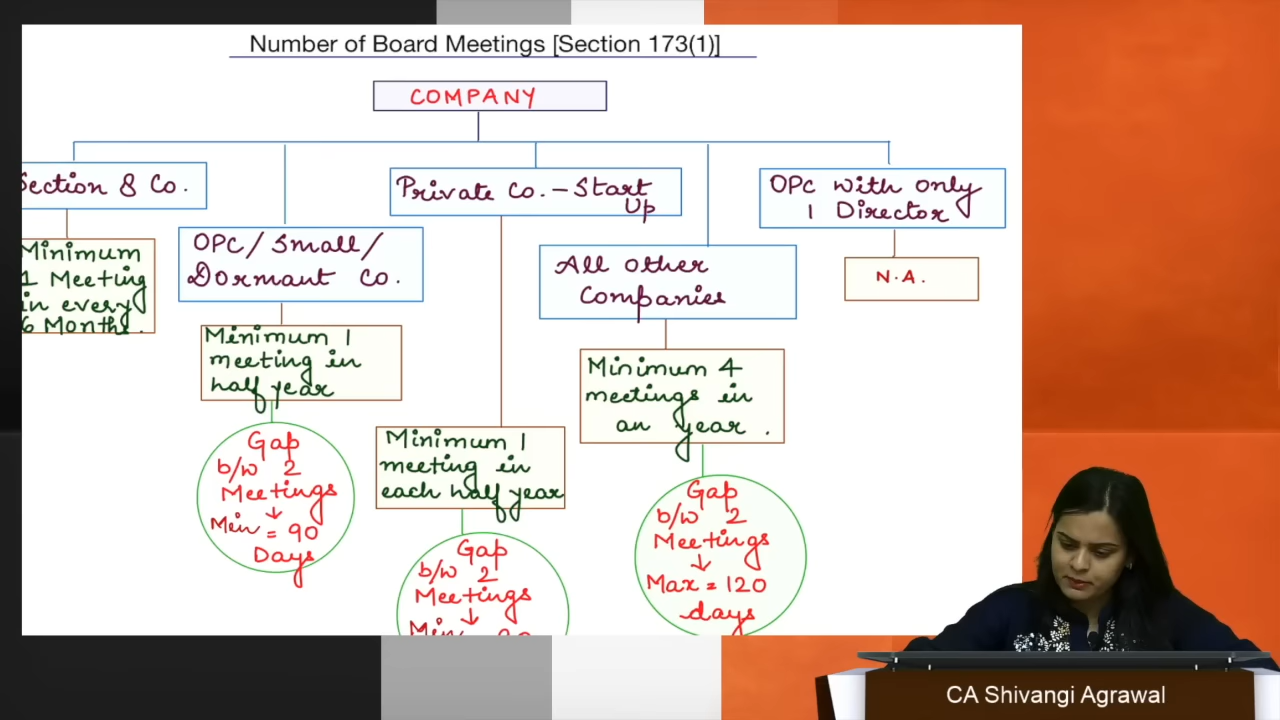 Number of Board Meetings [Section 173(1)]
COMPANY
Section 8 Co.
Minimum
1 Meeting
in every
6 Months.
OPC/Small/
Dormant Co.
Minimum 1
meeting in
half year
Gap
b/w 2
Meetings
↓
Min = 90
Days
Private Co. - Start
Up
Minimum 1
meeting in
each half year
Gap
b/w 2
Meetings
↓
Min
All other
Companies
Minimum 4
meetings in
an year.
Gap
b/w 2
Meetings
↓
Max = 120
days
OPC with only
1 Director
N.A.
CA Shivangi Agrawal